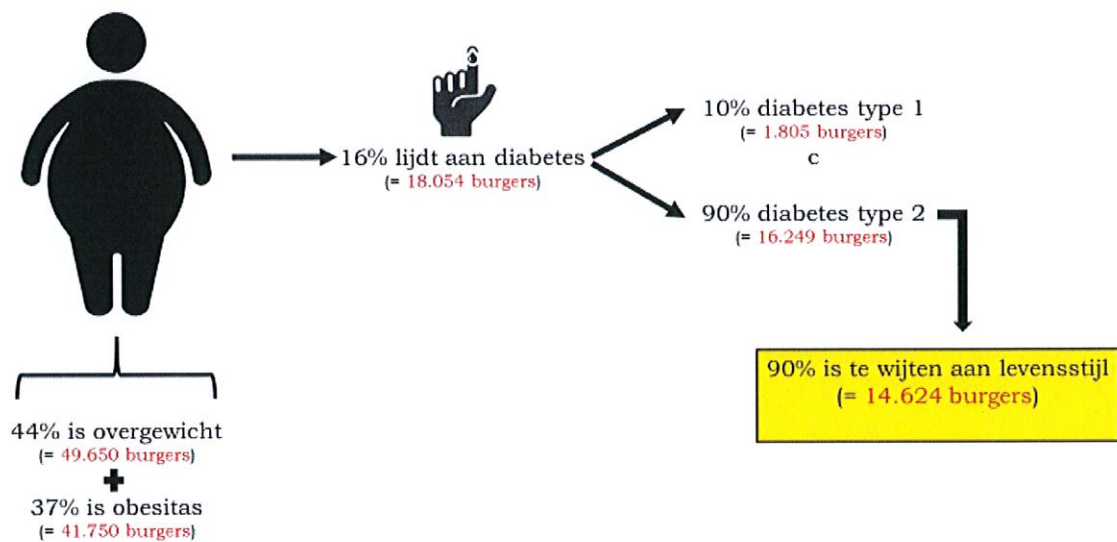 16% lijdt aan diabetes
(= 18.054 burgers)
10% diabetes type 1
(= 1.805 burgers)
c
90% diabetes type 2
(= 16.249 burgers)
90% is te wijten aan levensstijl
(= 14.624 burgers)
44% is overgewicht
(= 49.650 burgers)
37% is obesitas
(= 41.750 burgers)